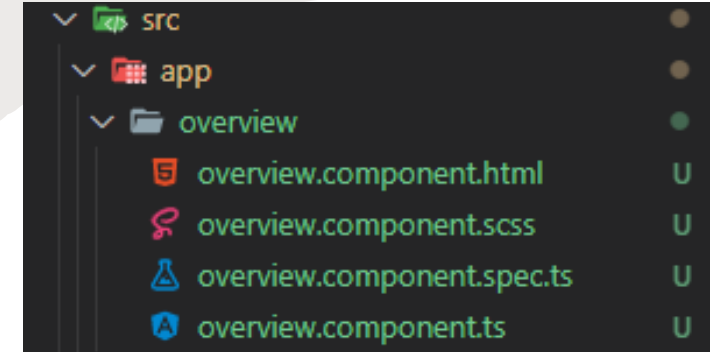 src
app
overview
overview.component.html U
overview.component.scss U
overview.component.spec.ts U
overview.component.ts U